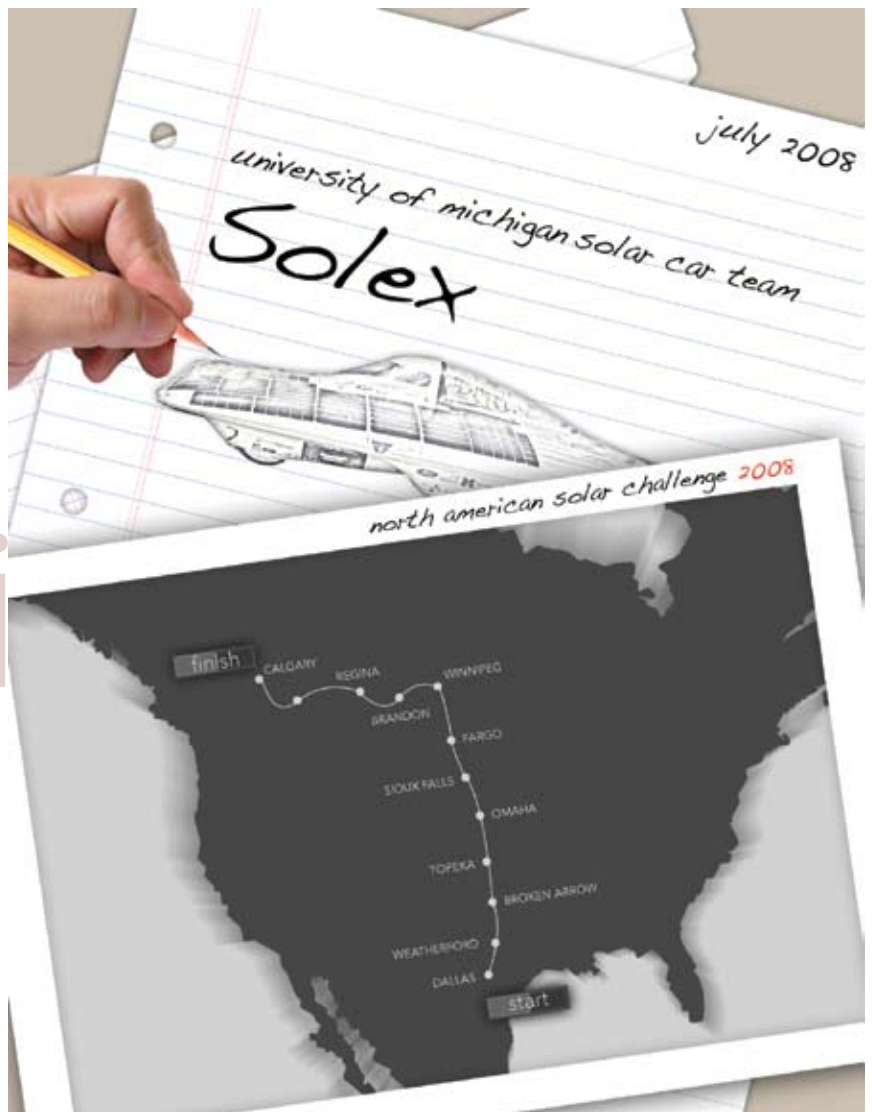 july 2008
university of michigan solar car team
Solex
north american solar challenge 2008
finish
CALGARY
REGINA
WINNIPEG
BRANDON
FARGO
SIOUX FALLS
OMAHA
TOPEKA
BROKEN ARROW
WEATHERFORD
DALLAS
start